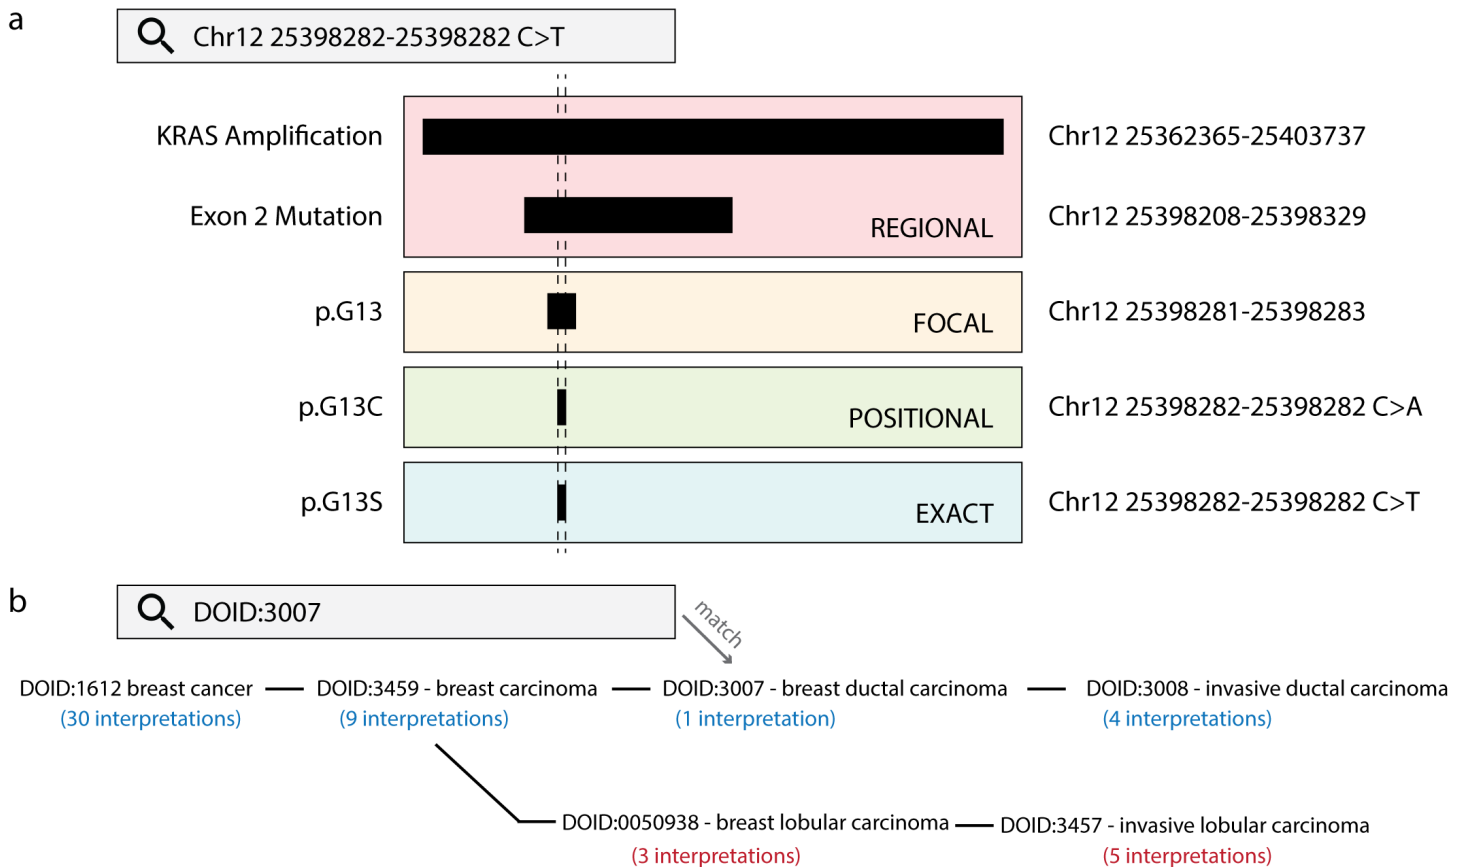 a
Chr12 25398282-25398282 C>T
KRAS Amplification
Chr12 25362365-25403737
Exon 2 Mutation
REGIONAL
Chr12 25398208-25398329
p.G13
FOCAL
Chr12 25398281-25398283
p.G13C
POSITIONAL
Chr12 25398282-25398282 C>A
p.G13S
EXACT
Chr12 25398282-25398282 C>T
b
DOID:3007
match
DOID:1612 breast cancer
DOID:3459 - breast carcinoma
DOID:3007 - breast ductal carcinoma
DOID:3008 - invasive ductal carcinoma
(30 interpretations)
(9 interpretations)
(1 interpretation)
(4 interpretations)
DOID:0050938 - breast lobular carcinoma
DOID:3457 - invasive lobular carcinoma
(3 interpretations)
(5 interpretations)